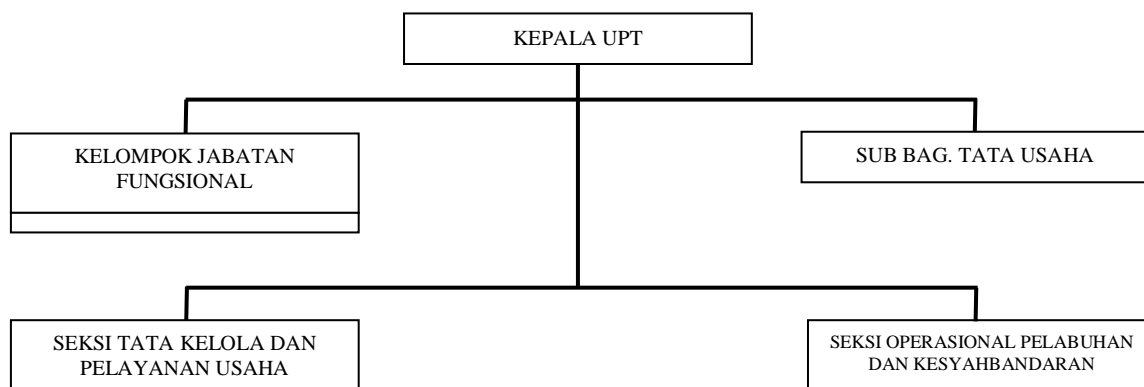 KEPALA UPT
KELOMPOK JABATAN
FUNGSIONAL
SUB BAG. TATA USAHA
SEKSI TATA KELOLA DAN
PELAYANAN USAHA
SEKSI OPERASIONAL PELABUHAN
DAN KESYAHBANDARAN